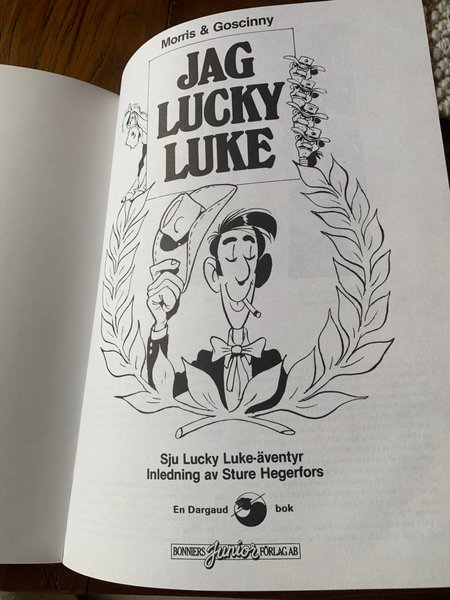 Morris & Goscinny
JAG
LUCKY
LUKE
Sju Lucky Luke-äventyr
Inledning av Sture Hegerfors
En Dargaud bok
BONNIERS Junior FÖRLAG AB